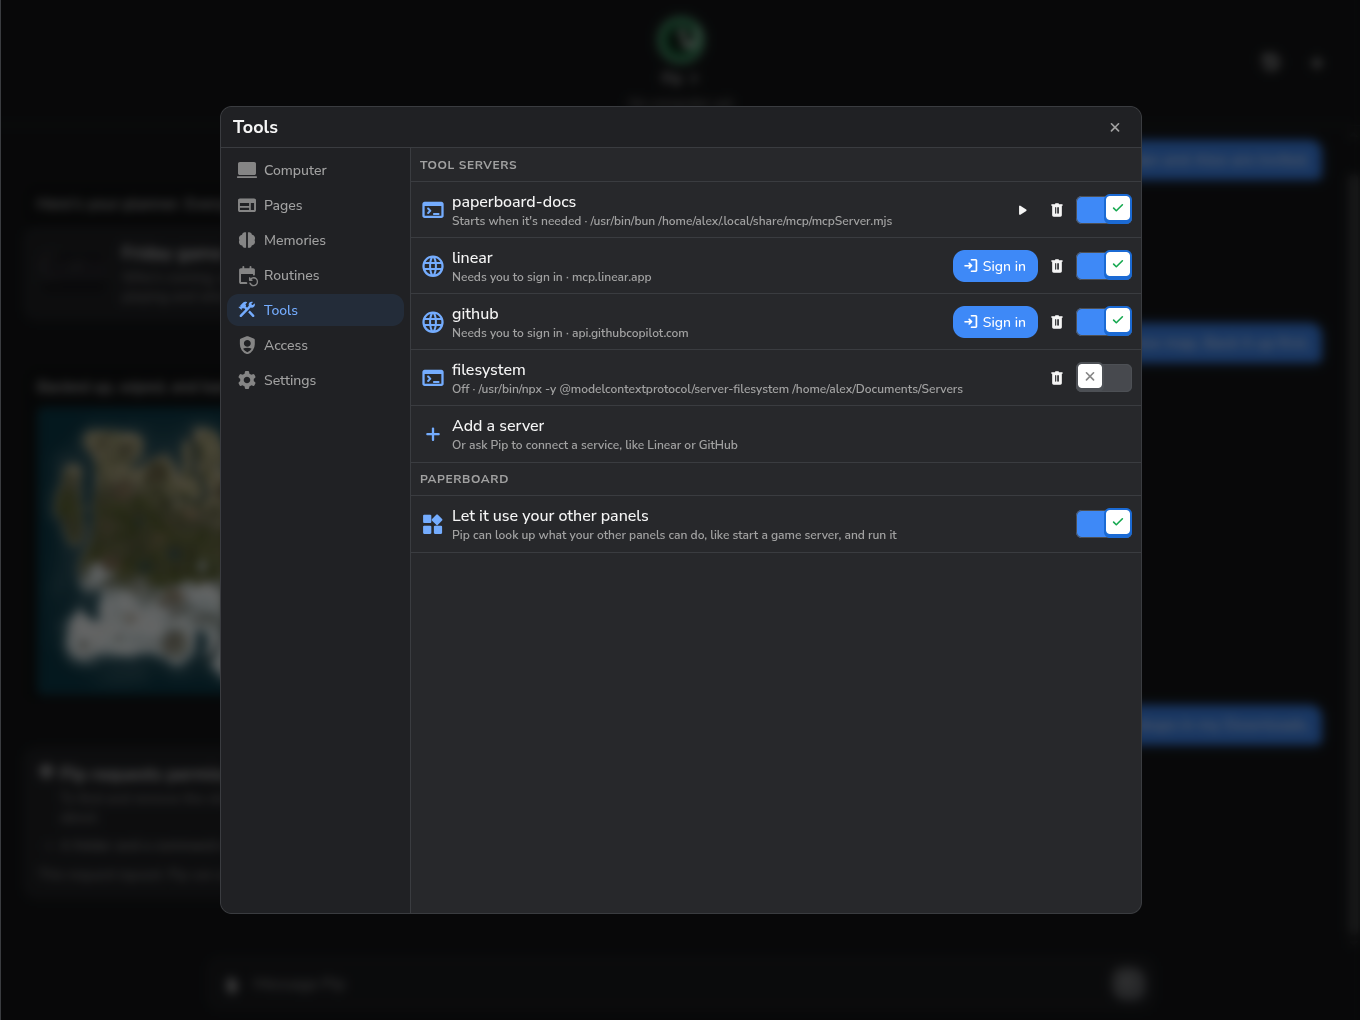 Tools
Computer
Pages
Memories
Routines
Tools
Access
Settings
TOOL SERVERS
paperboard-docs
Starts when it's needed · /usr/bin/bun /home/alex/.local/share/mcp/mcpServer.mjs
linear
Needs you to sign in · mcp.linear.app
Sign in
github
Needs you to sign in · api.githubcopilot.com
Sign in
filesystem
Off · /usr/bin/npx -y @modelcontextprotocol/server-filesystem /home/alex/Documents/Servers
Add a server
Or ask Pip to connect a service, like Linear or GitHub
PAPERBOARD
Let it use your other panels
Pip can look up what your other panels can do, like start a game server, and run it